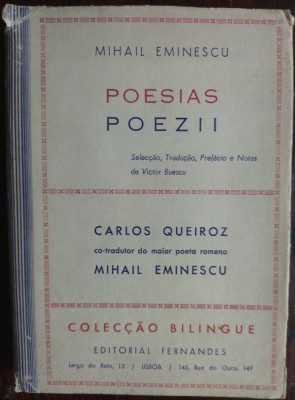 MIHAIL EMINESCU
POESIAS
POEZII
Selecção, Tradução, Prefácio e Notas
de Victor Buescu
CARLOS QUEIROZ
co-tradutor do maior poeta romeno
MIHAIL EMINESCU
COLECÇÃO BILINGUE
EDITORIAL FERNANDES
Largo do Rato, 13 / LISBOA / 145, Rua do Ouro, 149